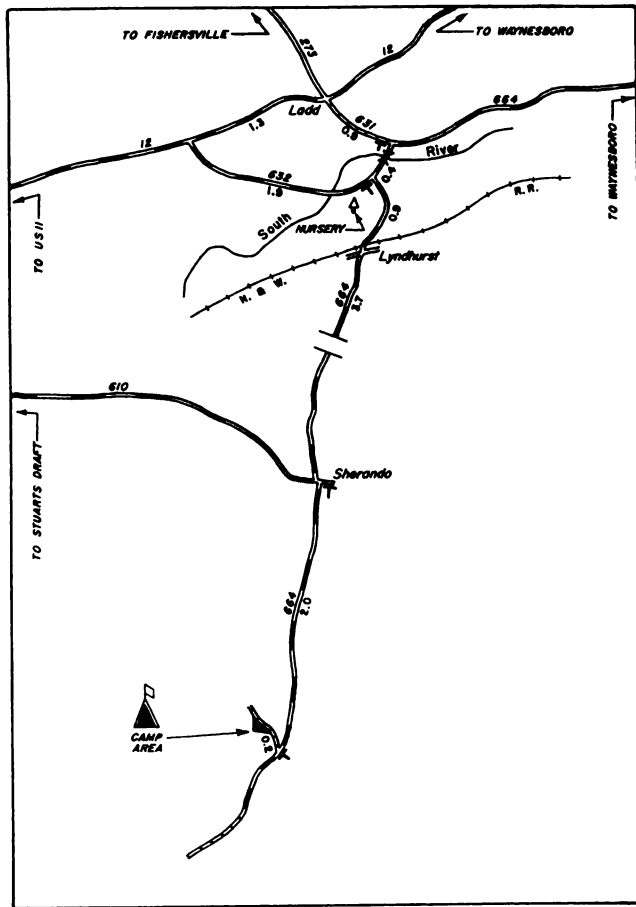 TO FISHERSVILLE
TO WAYNESBORO
273
12
Ladd
631
0.8
664
12
1.3
River
632
1.9
0.4
TO WAYNESBORO
South
NURSERY
0.9
R.R.
TO US 11
Lyndhurst
N. & W.
664
3.7
610
Sherando
TO STUARTS DRAFT
664
2.0
CAMP
AREA
0.2